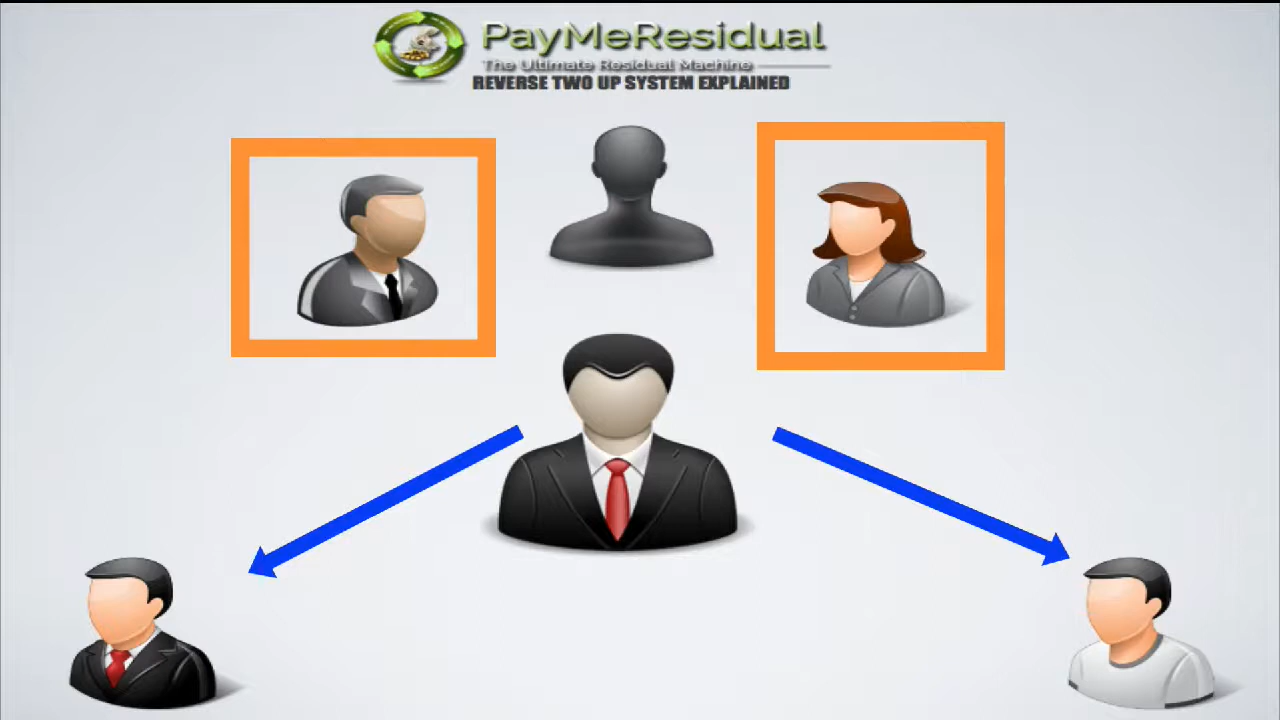 PayMeResidual
The Ultimate Residual Machine
REVERSE TWO UP SYSTEM EXPLAINED